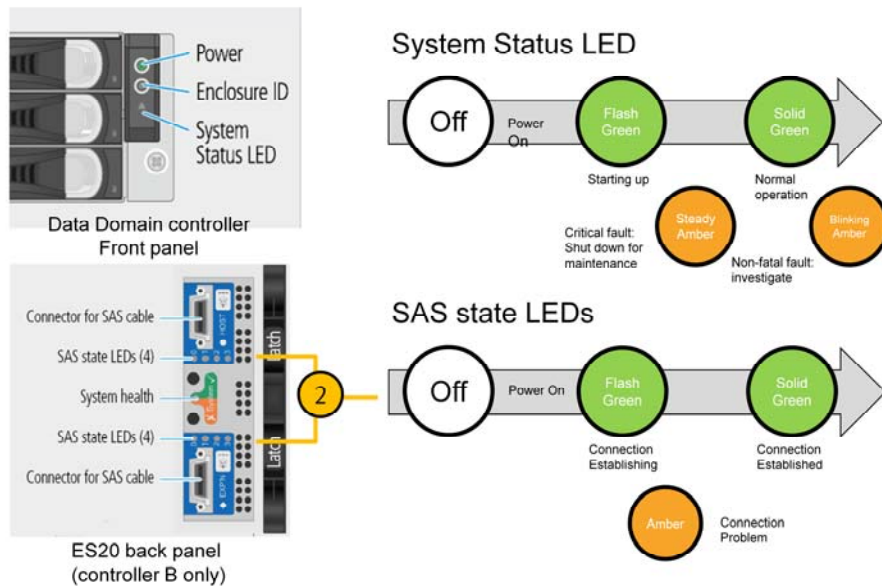 Power
Enclosure ID
System
Status LED
Data Domain controller
Front panel
Connector for SAS cable
SAS state LEDs (4)
System health
SAS state LEDs (4)
Connector for SAS cable
HOST
System
EXPN
Latch
Latch
2
ES20 back panel
(controller B only)
System Status LED
Off
Power
On
Flash
Green
Solid
Green
Starting up
Normal
operation
Critical fault:
Shut down for
maintenance
Steady
Amber
Non-fatal fault:
investigate
Blinking
Amber
SAS state LEDs
Off
Power On
Flash
Green
Solid
Green
Connection
Establishing
Connection
Established
Amber
Connection
Problem